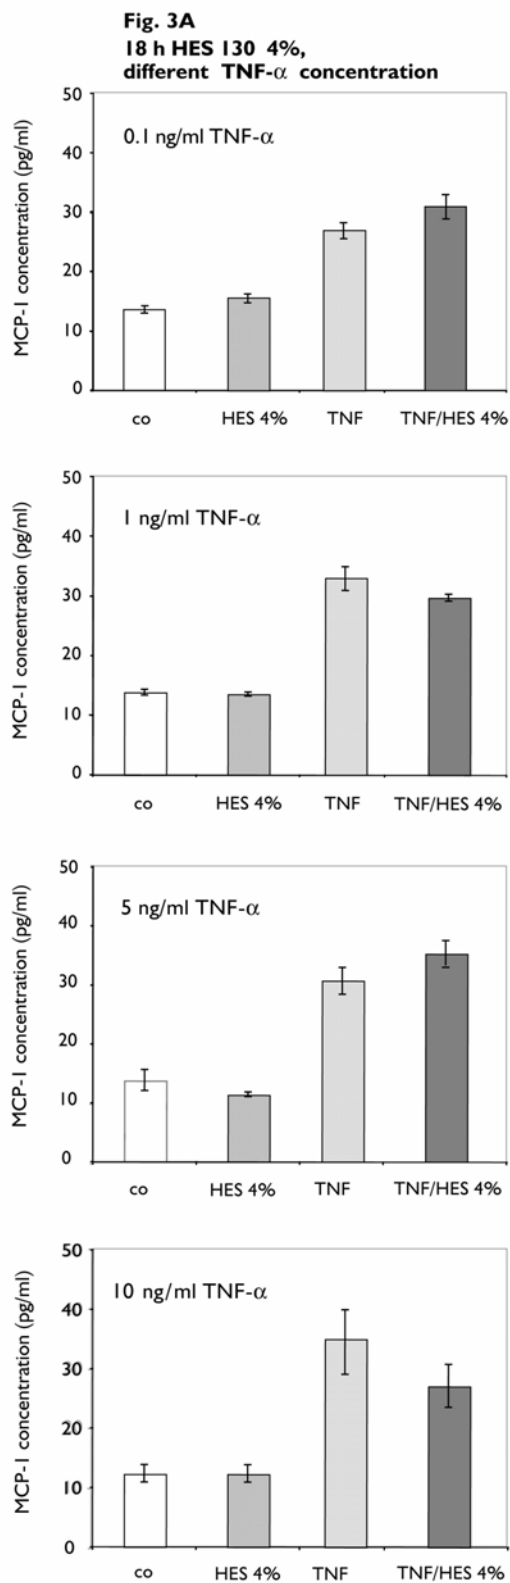 Fig. 3A
18 h HES 130 4%,
different TNF-α concentration
MCP-1 concentration (pg/ml)
50
40
30
20
10
0
0.1 ng/ml TNF-α
co HES 4% TNF TNF/HES 4%
MCP-1 concentration (pg/ml)
50
40
30
20
10
0
1 ng/ml TNF-α
co HES 4% TNF TNF/HES 4%
MCP-1 concentration (pg/ml)
50
40
30
20
10
0
5 ng/ml TNF-α
co HES 4% TNF TNF/HES 4%
MCP-1 concentration (pg/ml)
50
40
30
20
10
0
10 ng/ml TNF-α
co HES 4% TNF TNF/HES 4%